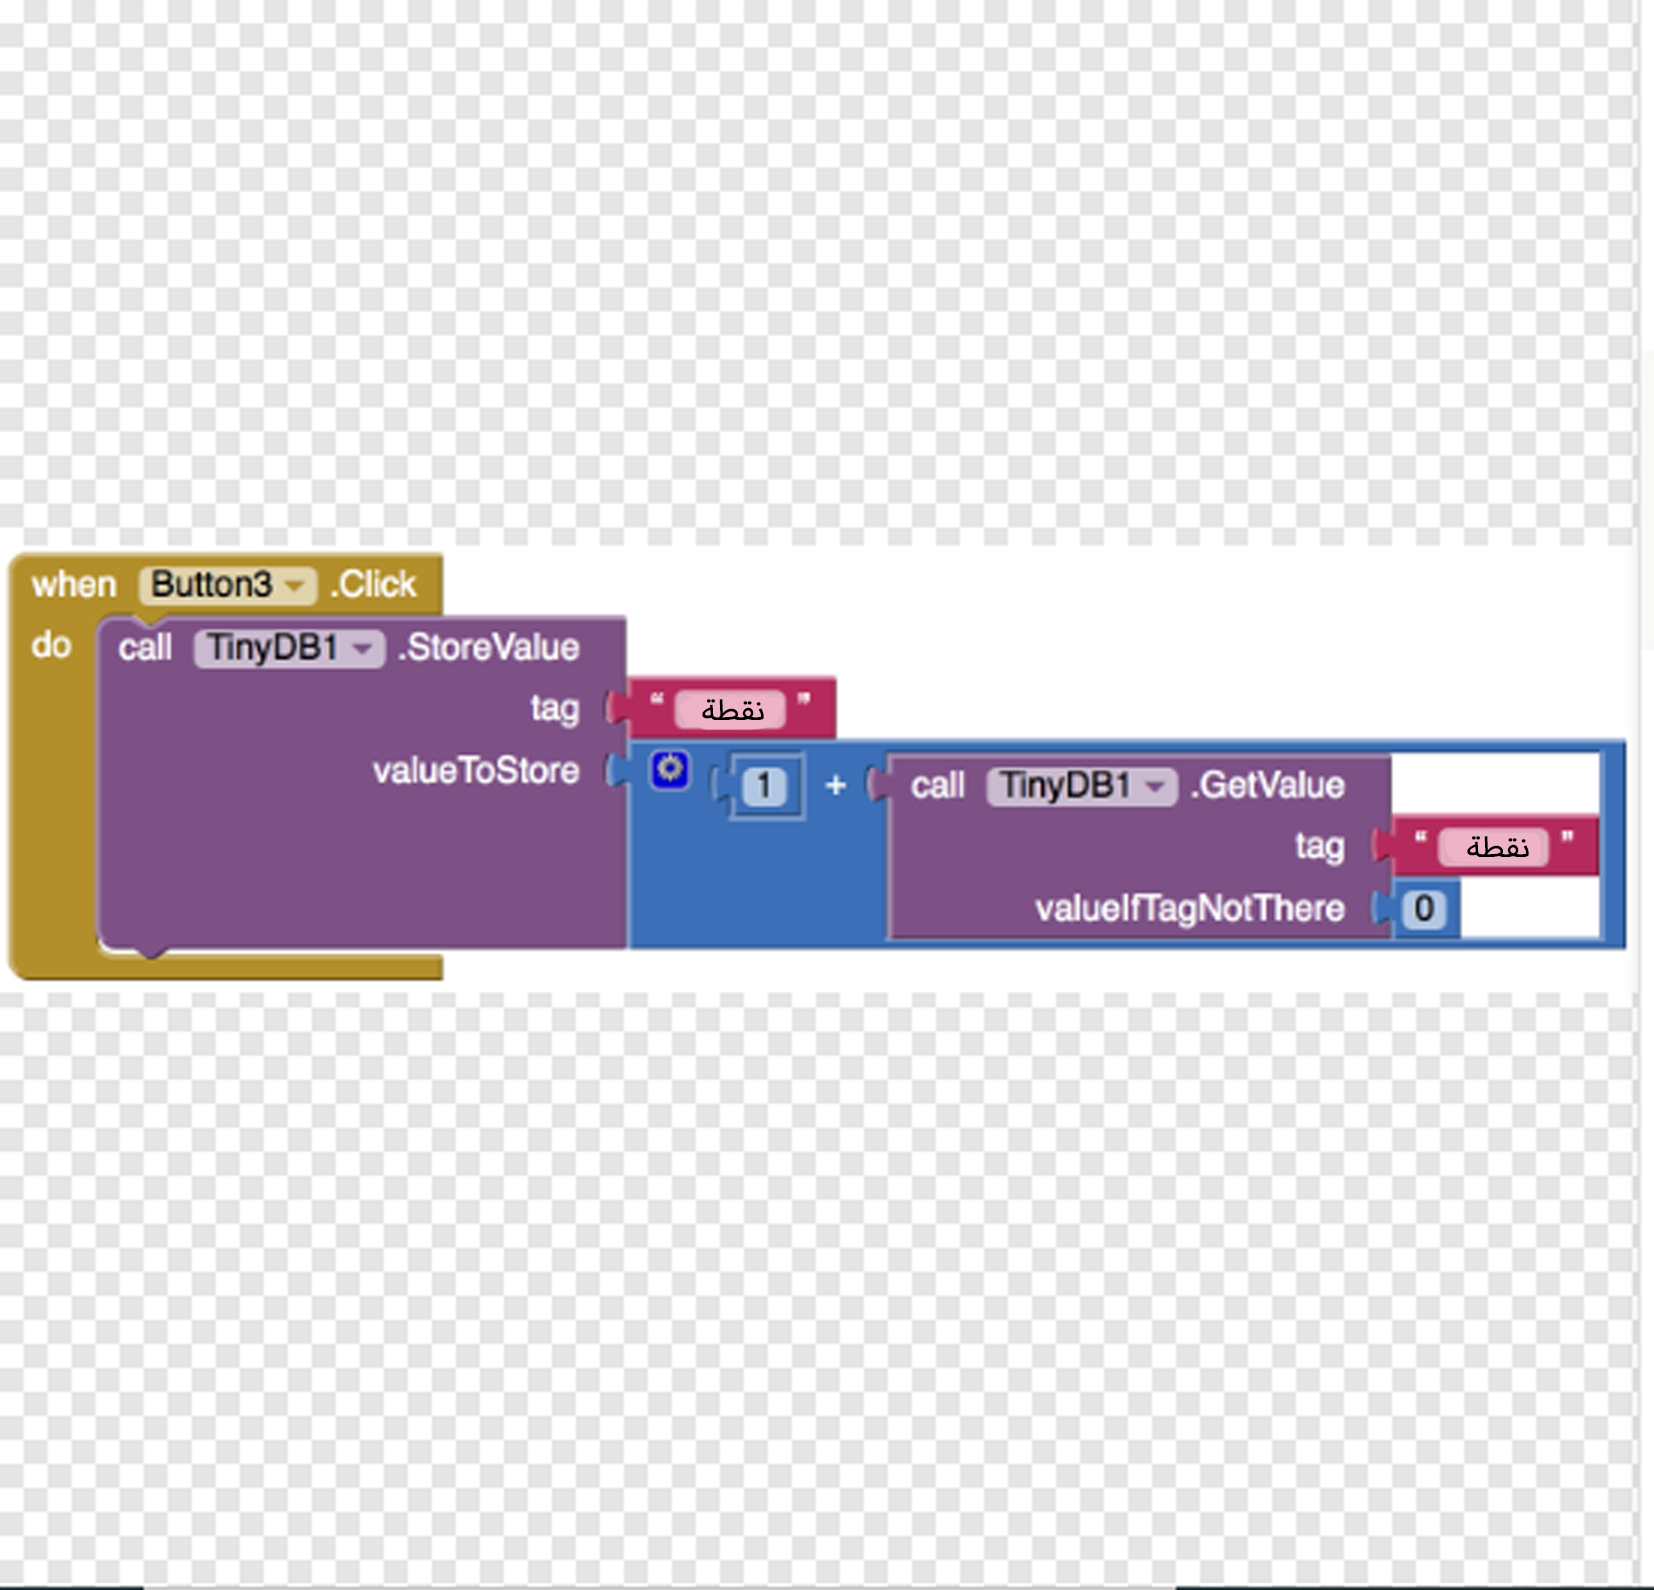 when Button3 .Click
do call TinyDB1 .StoreValue
tag " نقطة "
valueToStore 1 + call TinyDB1 .GetValue
tag " نقطة "
valueIfTagNotThere 0